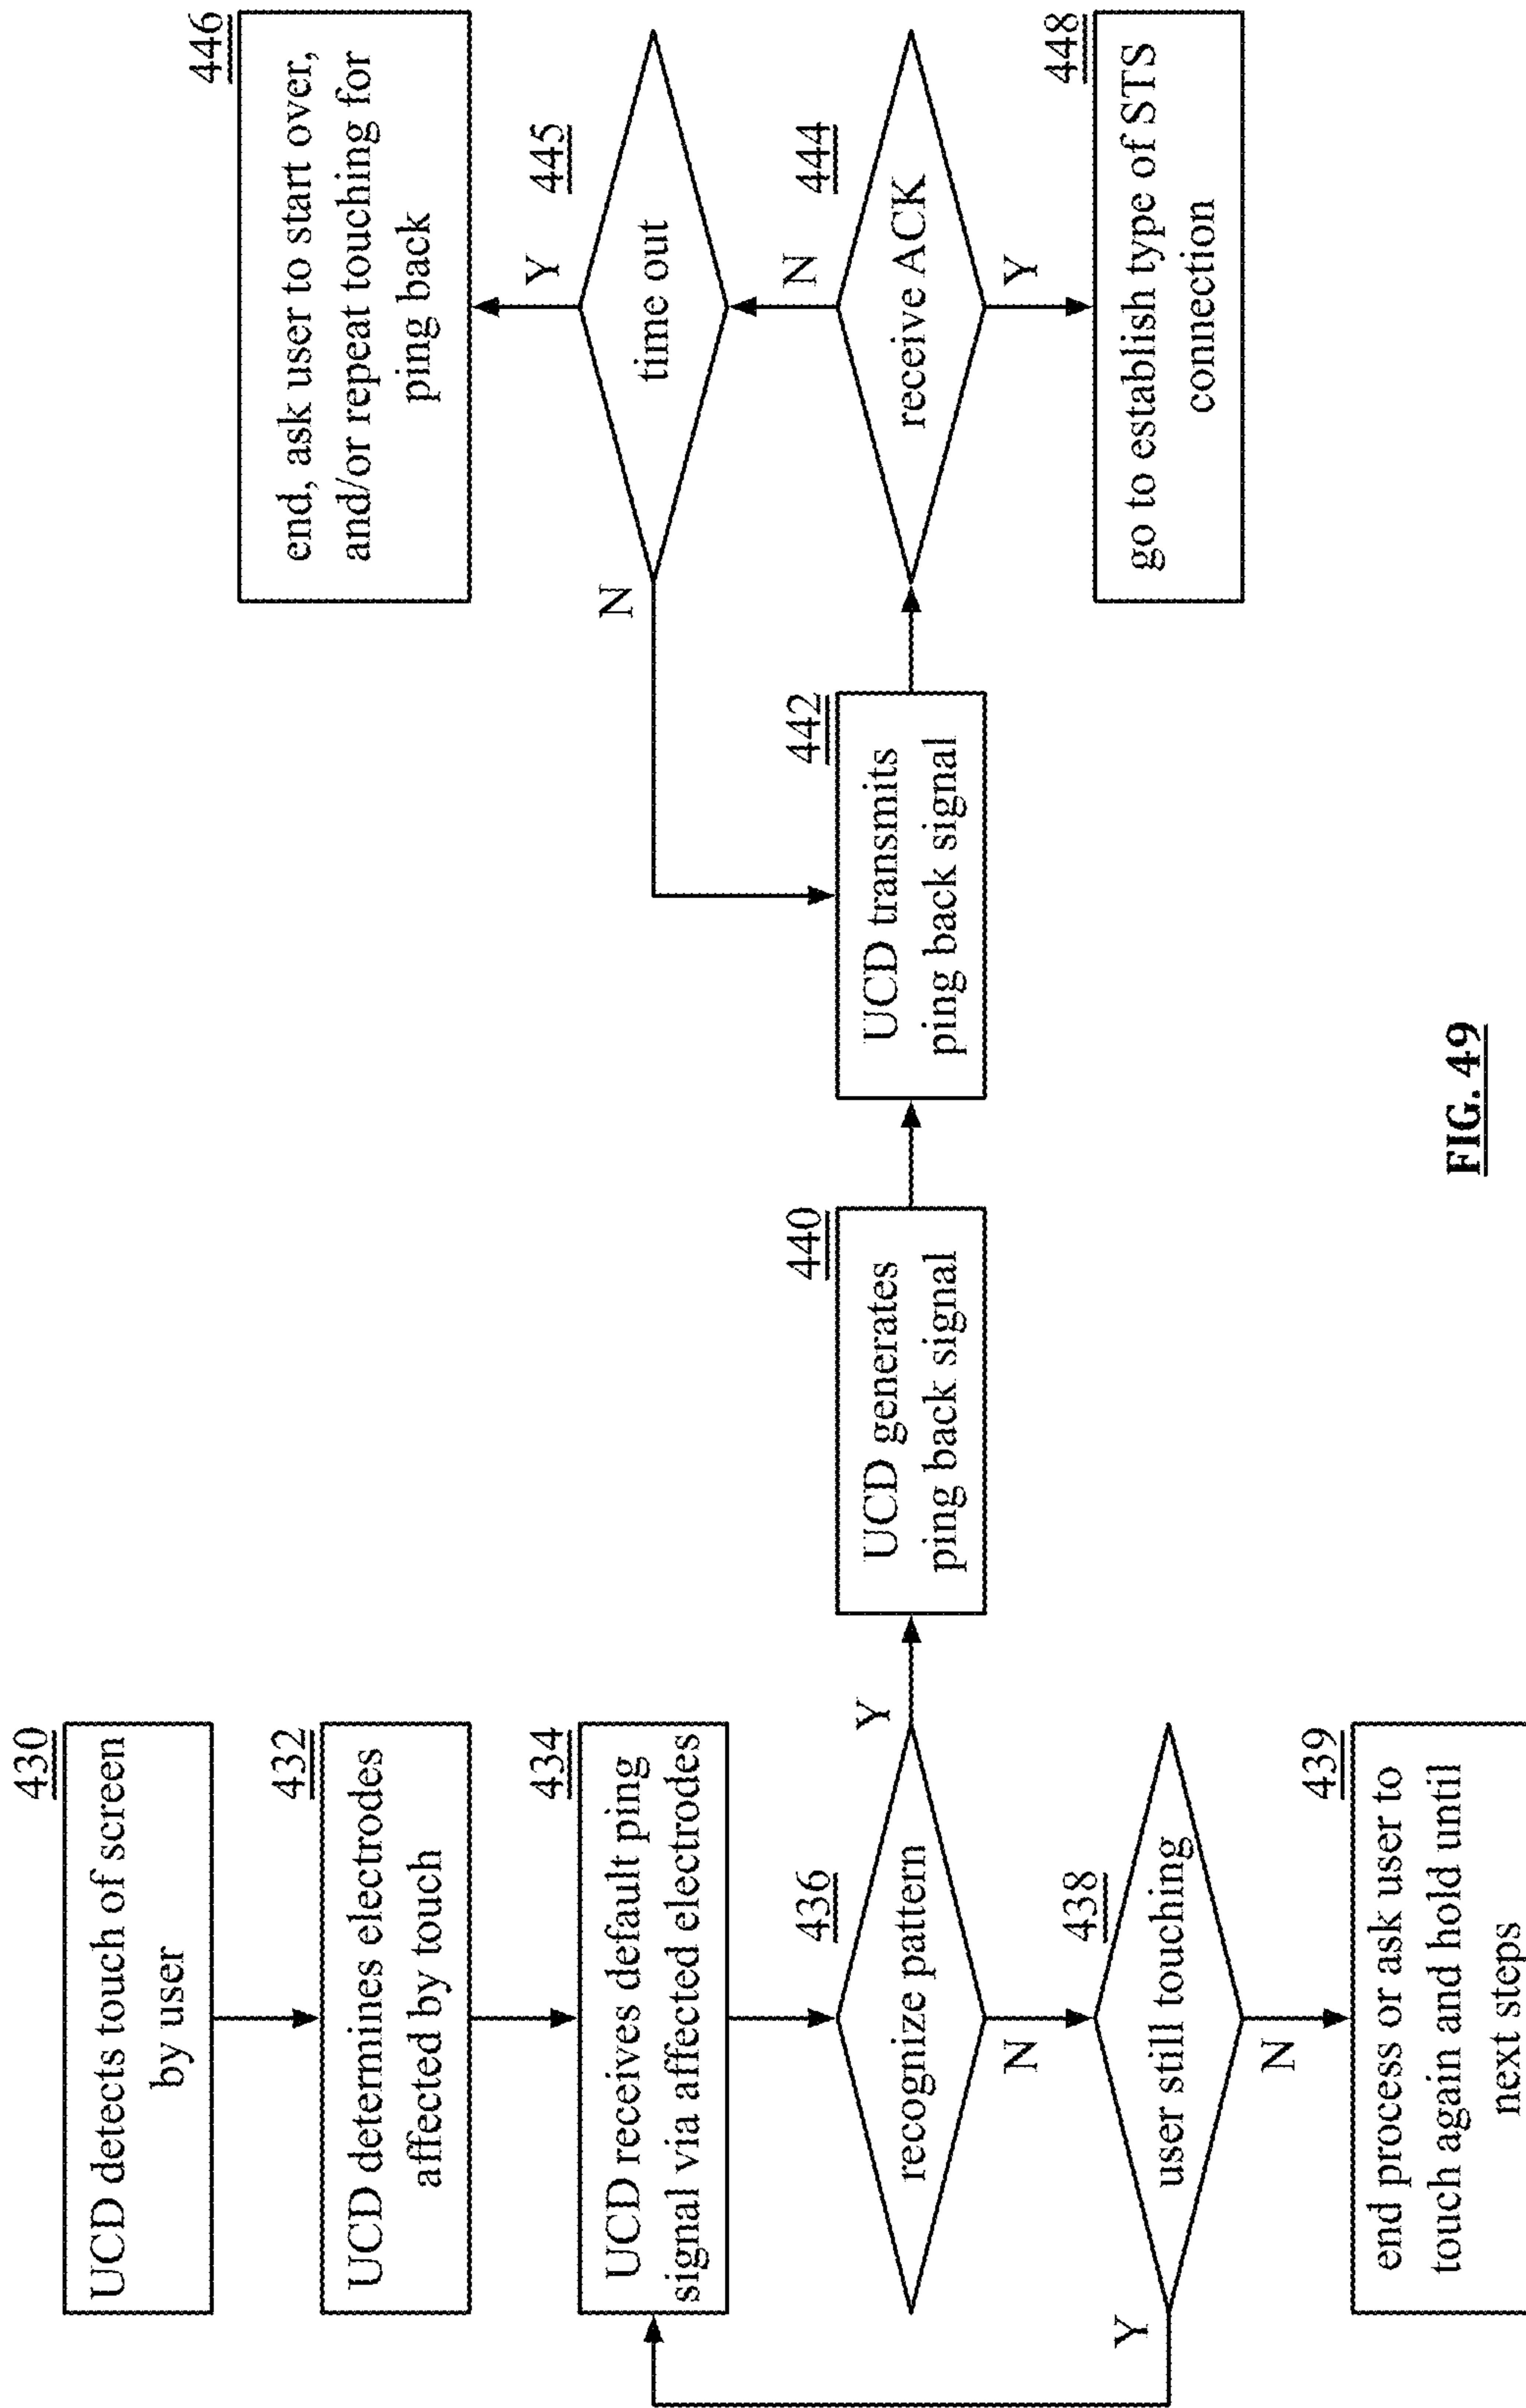 430
UCD detects touch of screen
by user
432
UCD determines electrodes
affected by touch
434
UCD receives default ping
signal via affected electrodes
436
recognize pattern
Y
N
438
user still touching
Y
N
439
end process or ask user to
touch again and hold until
next steps
440
UCD generates
ping back signal
442
UCD transmits
ping back signal
444
receive ACK
N
Y
445
time out
N
Y
446
end, ask user to start over,
and/or repeat touching for
ping back
448
go to establish type of STS
connection
FIG. 49